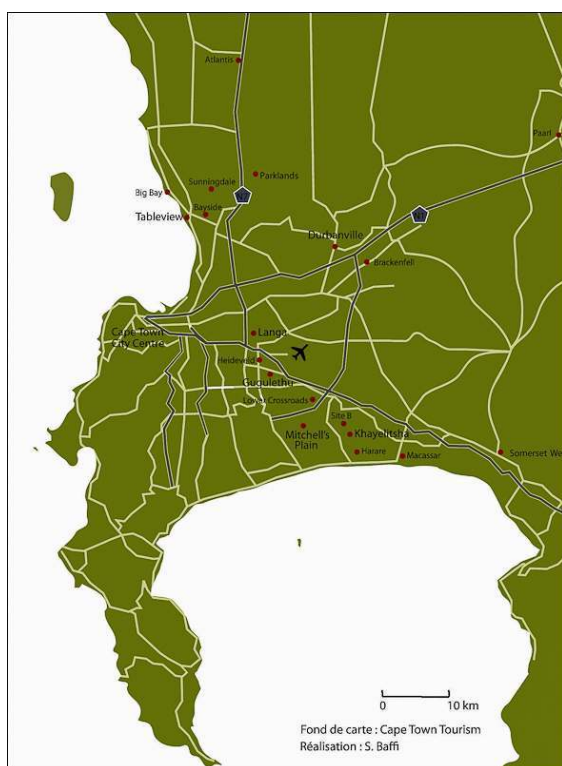 Atlantis
Paarl
Parklands
Sunningdale
Big Bay
N7
Bayside
Tableview
N1
Durbanville
Brackenfell
Cape Town
City Centre
Langa
Heideveld
Gugulethu
Lower Crossroads
Site B
Mitchell's
Plain
Khayelitsha
Harare
Macassar
Somerset We
0
10 km
Fond de carte : Cape Town Tourism
Réalisation : S. Baffi